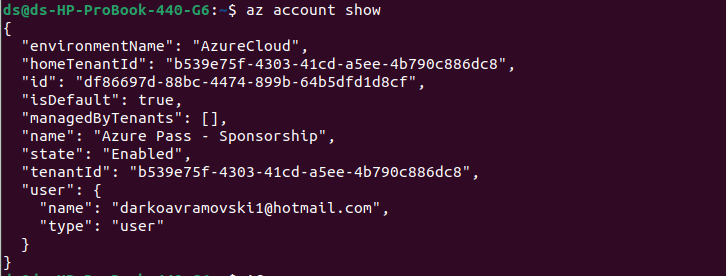 ds@ds-HP-ProBook-440-G6:~$ az account show
{
  "environmentName": "AzureCloud",
  "homeTenantId": "b539e75f-4303-41cd-a5ee-4b790c886dc8",
  "id": "df86697d-88bc-4474-899b-64b5dfd1d8cf",
  "isDefault": true,
  "managedByTenants": [],
  "name": "Azure Pass - Sponsorship",
  "state": "Enabled",
  "tenantId": "b539e75f-4303-41cd-a5ee-4b790c886dc8",
  "user": {
    "name": "darkoavramovski1@hotmail.com",
    "type": "user"
  }
}